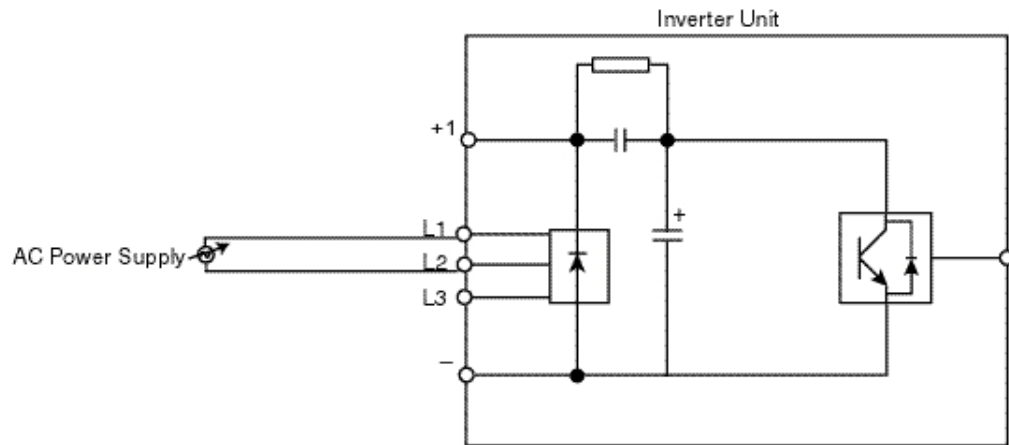 Inverter Unit
+1
L1
AC Power Supply
L2
L3
−
+